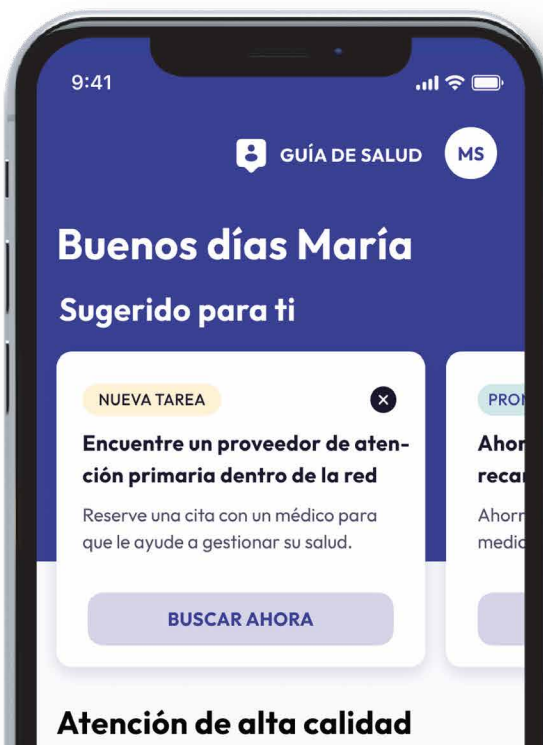 9:41
GUÍA DE SALUD
MS
Buenos días María
Sugerido para ti
NUEVA TAREA
Encuentre un proveedor de aten-
ción primaria dentro de la red
Reserve una cita con un médico para
que le ayude a gestionar su salud.
BUSCAR AHORA
Atención de alta calidad